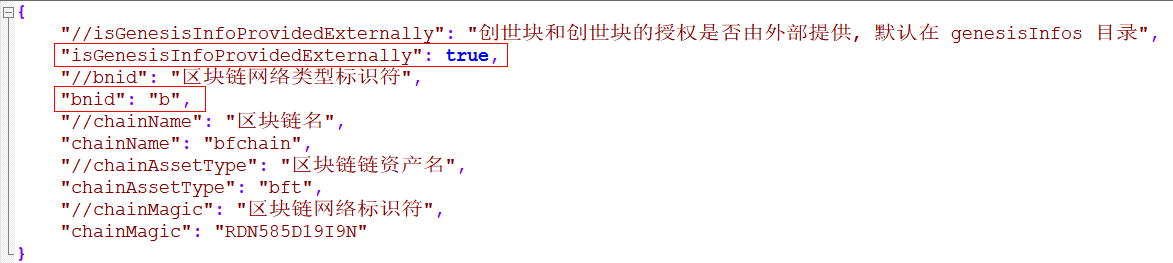 {
"//isGenesisInfoProvidedExternally": "创世块和创世块的授权是否由外部提供, 默认在 genesisInfos 目录",
"isGenesisInfoProvidedExternally": true,
"//bnid": "区块链网络类型标识符",
"bnid": "b",
"//chainName": "区块链名",
"chainName": "bfchain",
"//chainAssetType": "区块链链资产名",
"chainAssetType": "bft",
"//chainMagic": "区块链网络标识符",
"chainMagic": "RDN585D19I9N"
}